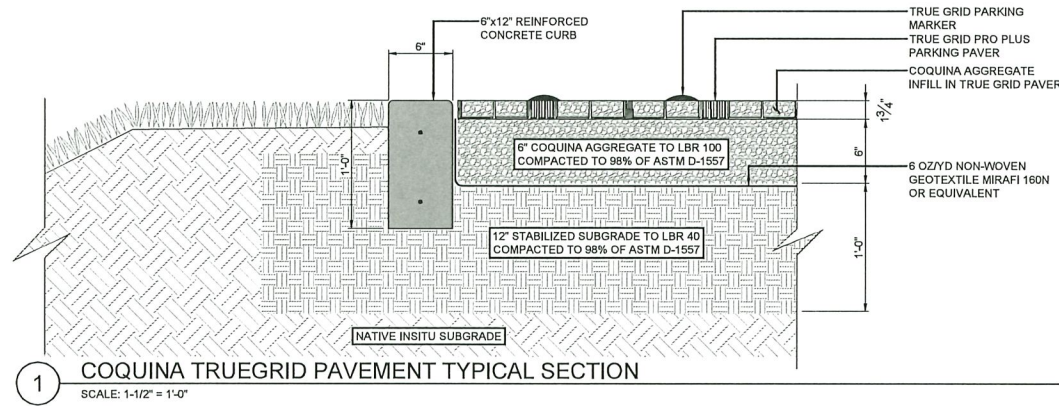 6"x12" REINFORCED
CONCRETE CURB
6"
TRUE GRID PARKING
MARKER
TRUE GRID PRO PLUS
PARKING PAVER
COQUINA AGGREGATE
INFILL IN TRUE GRID PAVER
1¾"
6"
1'-0"
6" COQUINA AGGREGATE TO LBR 100
COMPACTED TO 98% OF ASTM D-1557
6 OZ/YD NON-WOVEN
GEOTEXTILE MIRAFI 160N
OR EQUIVALENT
12" STABILIZED SUBGRADE TO LBR 40
COMPACTED TO 98% OF ASTM D-1557
1'-0"
NATIVE INSITU SUBGRADE
1
COQUINA TRUEGRID PAVEMENT TYPICAL SECTION
SCALE: 1-1/2" = 1'-0"